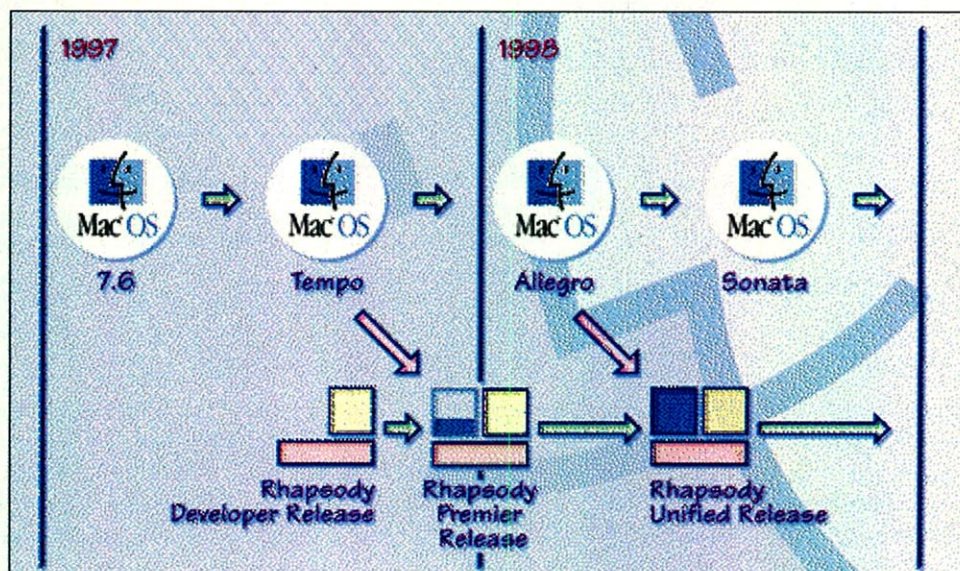 1997
1998
Mac OS
Mac OS
Mac OS
Mac OS
7.6
Tempo
Allegro
Sonata
Rhapsody
Developer Release
Rhapsody
Premier
Release
Rhapsody
Unified Release